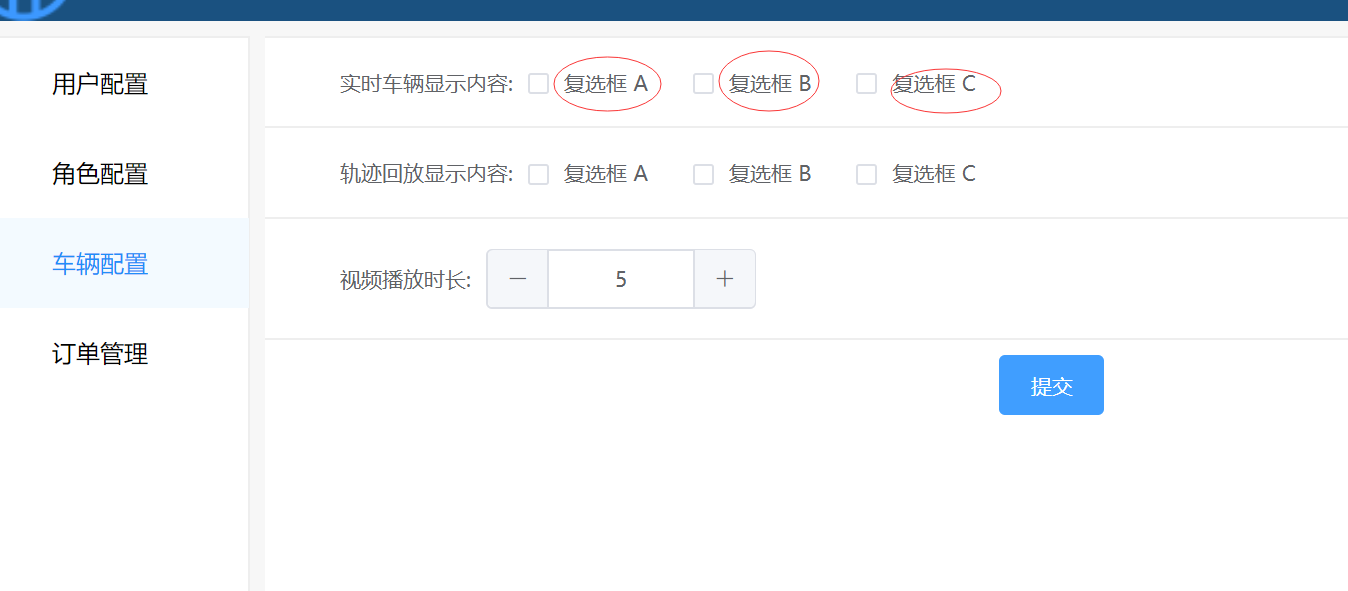 用户配置
角色配置
车辆配置
订单管理
实时车辆显示内容: 复选框 A 复选框 B 复选框 C
轨迹回放显示内容: 复选框 A 复选框 B 复选框 C
视频播放时长: — 5 +
提交